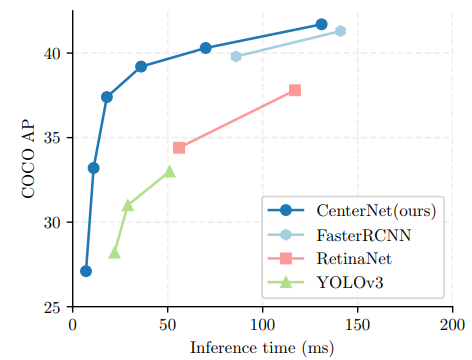 COCO AP
40
35
30
25
0
50
100
150
200
Inference time (ms)
CenterNet(ours)
FasterRCNN
RetinaNet
YOLOv3